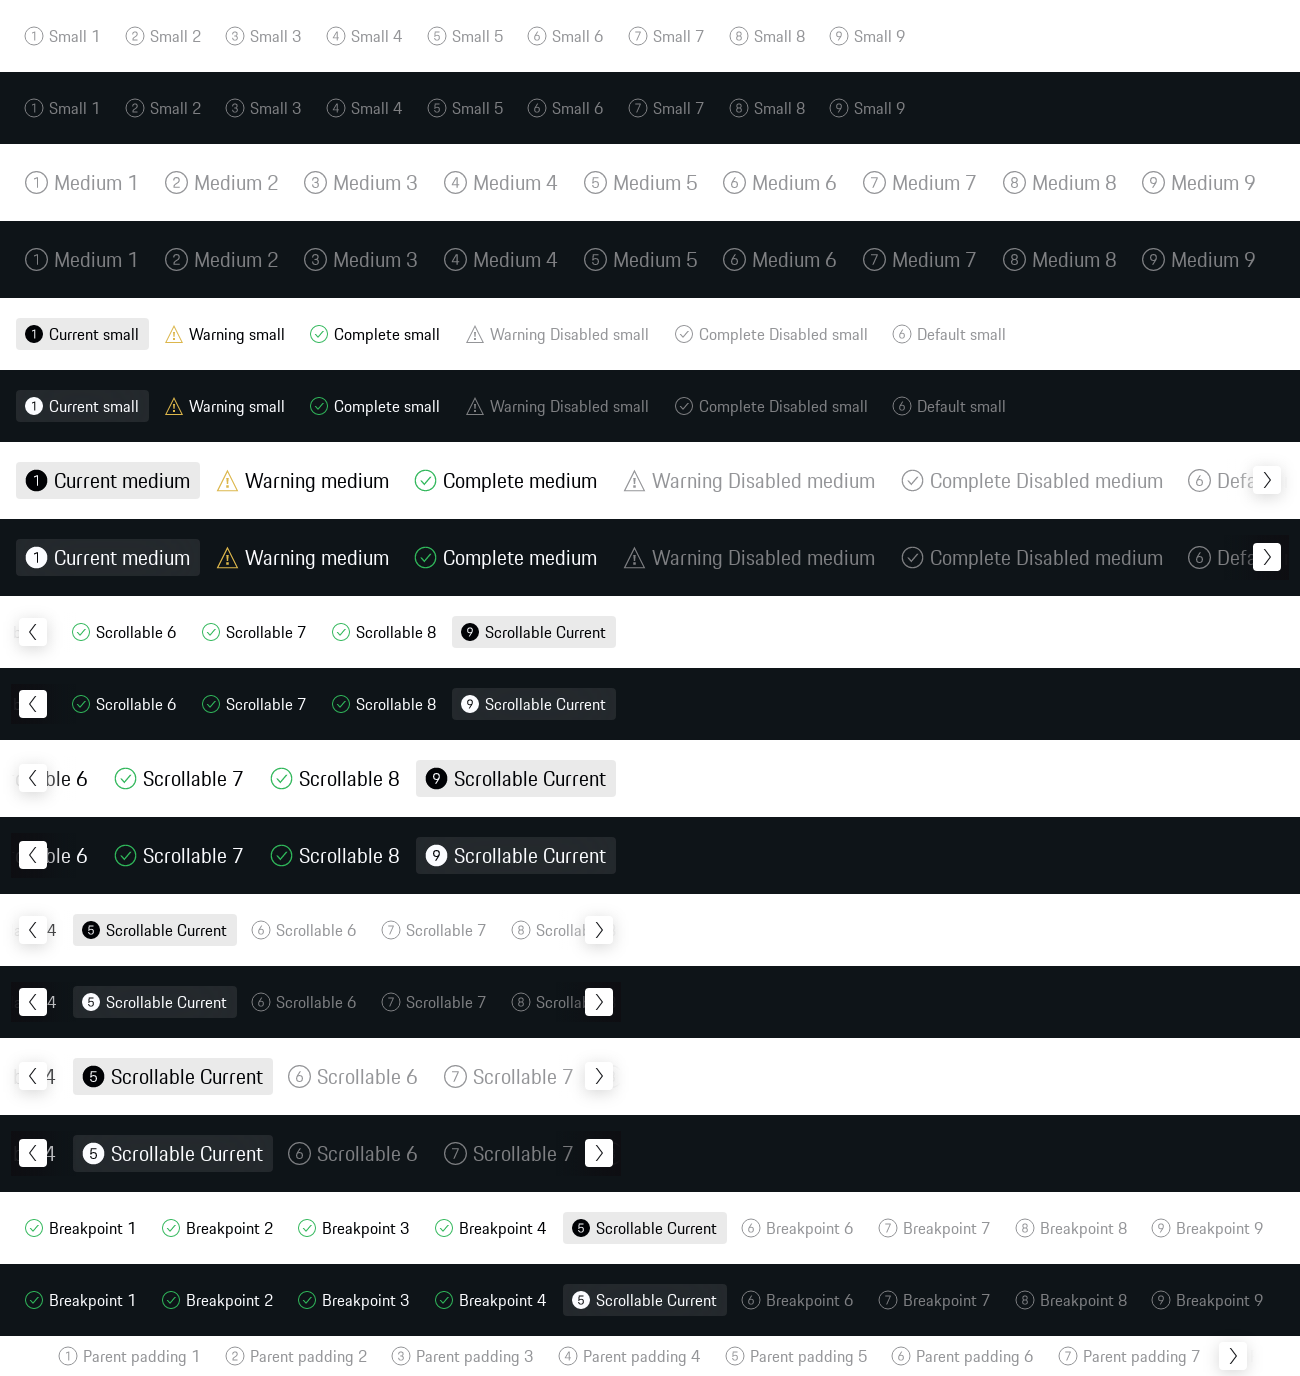 1 Small 1 2 Small 2 3 Small 3 4 Small 4 5 Small 5 6 Small 6 7 Small 7 8 Small 8 9 Small 9
1 Small 1 2 Small 2 3 Small 3 4 Small 4 5 Small 5 6 Small 6 7 Small 7 8 Small 8 9 Small 9
1 Medium 1 2 Medium 2 3 Medium 3 4 Medium 4 5 Medium 5 6 Medium 6 7 Medium 7 8 Medium 8 9 Medium 9
1 Medium 1 2 Medium 2 3 Medium 3 4 Medium 4 5 Medium 5 6 Medium 6 7 Medium 7 8 Medium 8 9 Medium 9
1 Current small Warning small Complete small Warning Disabled small Complete Disabled small 6 Default small
1 Current small Warning small Complete small Warning Disabled small Complete Disabled small 6 Default small
1 Current medium Warning medium Complete medium Warning Disabled medium Complete Disabled medium 6 Defa
1 Current medium Warning medium Complete medium Warning Disabled medium Complete Disabled medium 6 Defa
Scrollable 6 Scrollable 7 Scrollable 8 9 Scrollable Current
Scrollable 6 Scrollable 7 Scrollable 8 9 Scrollable Current
ble 6 Scrollable 7 Scrollable 8 9 Scrollable Current
ble 6 Scrollable 7 Scrollable 8 9 Scrollable Current
4 5 Scrollable Current 6 Scrollable 6 7 Scrollable 7 8 Scrolla
4 5 Scrollable Current 6 Scrollable 6 7 Scrollable 7 8 Scrolla
4 5 Scrollable Current 6 Scrollable 6 7 Scrollable 7
4 5 Scrollable Current 6 Scrollable 6 7 Scrollable 7
Breakpoint 1 Breakpoint 2 Breakpoint 3 Breakpoint 4 5 Scrollable Current 6 Breakpoint 6 7 Breakpoint 7 8 Breakpoint 8 9 Breakpoint 9
Breakpoint 1 Breakpoint 2 Breakpoint 3 Breakpoint 4 5 Scrollable Current 6 Breakpoint 6 7 Breakpoint 7 8 Breakpoint 8 9 Breakpoint 9
1 Parent padding 1 2 Parent padding 2 3 Parent padding 3 4 Parent padding 4 5 Parent padding 5 6 Parent padding 6 7 Parent padding 7